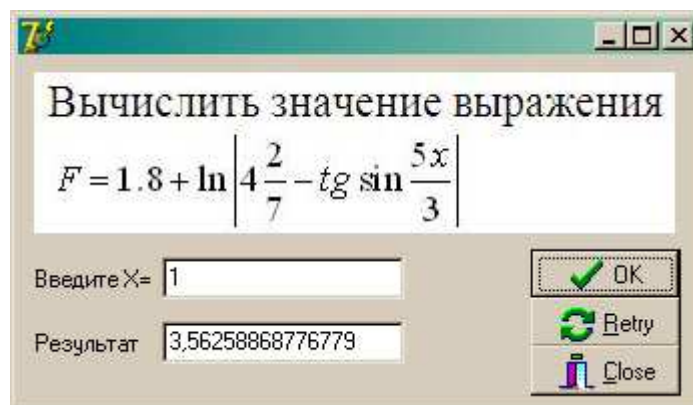 Вычислить значение выражения
F = 1.8 + ln |4 2/7 − tg sin 5x/3|
Введите X= 1
OK
Результат 3,56258868776779
Retry
Close